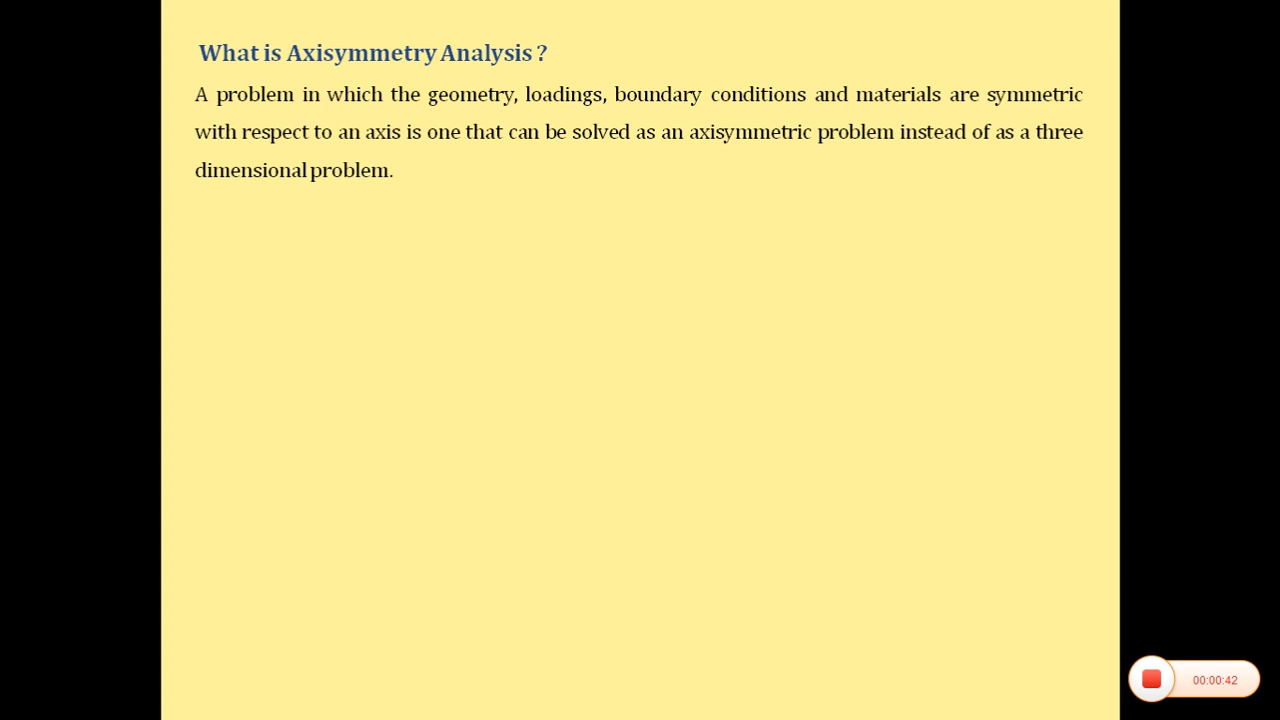 What is Axisymmetry Analysis ?
A problem in which the geometry, loadings, boundary conditions and materials are symmetric
with respect to an axis is one that can be solved as an axisymmetric problem instead of as a three
dimensional problem.
00:00:42